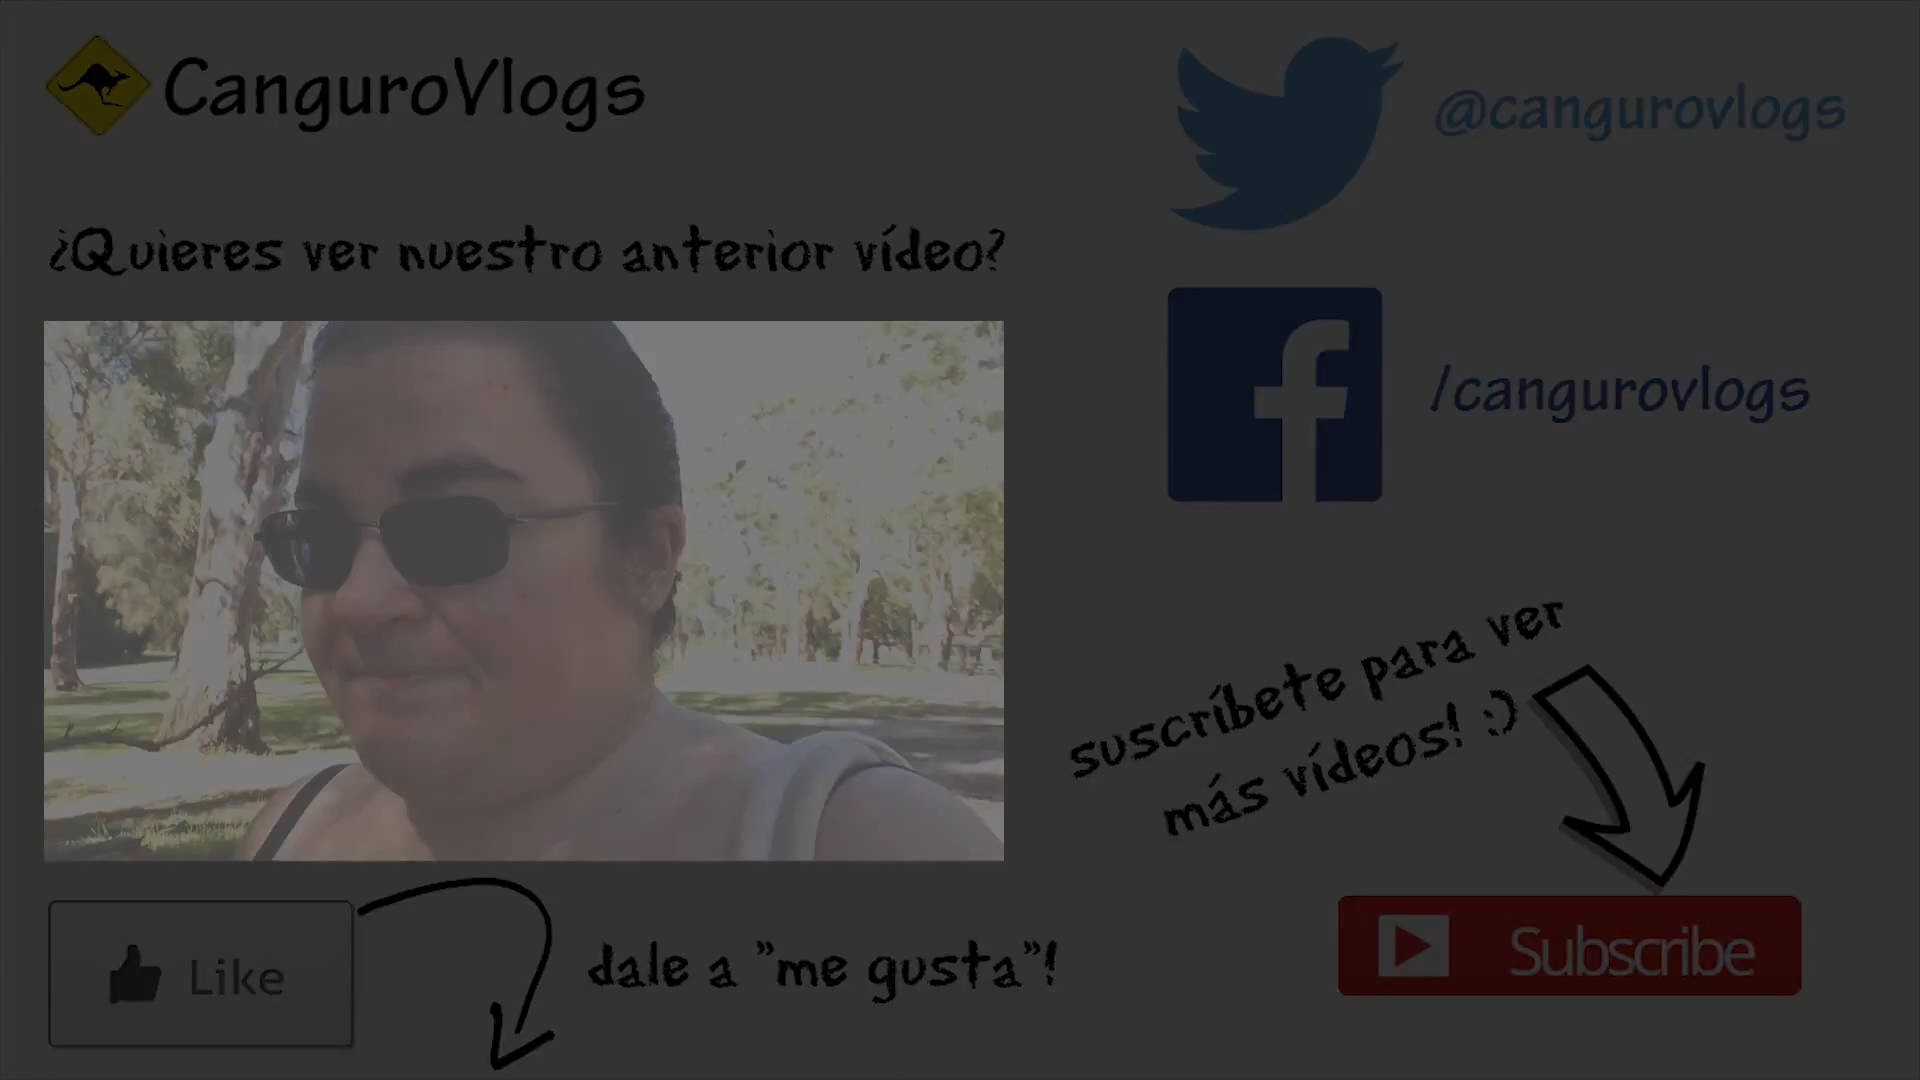 CanguroVlogs
@cangurovlogs
¿Quieres ver nuestro anterior vídeo?
/cangurovlogs
suscríbete para ver
más vídeos! :)
Like
dale a "me gusta"!
Subscribe